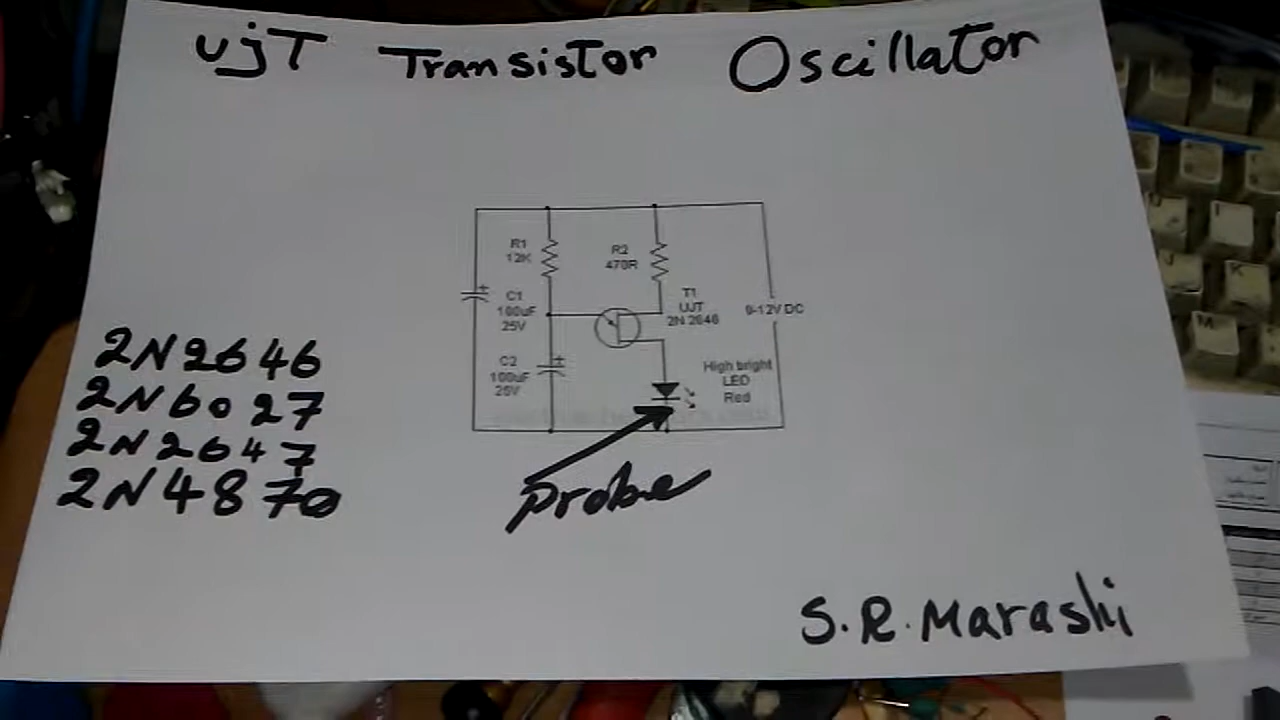 ujT Transistor Oscillator
R1
12K
R2
470R
C1
100uF
25V
T1
UJT
2N 2646
9-12V DC
C2
100uF
25V
High bright
LED
Red
2N2646
2N6027
2N2647
2N4870
Probe
S.R.Marashi
U
I
J
K
M